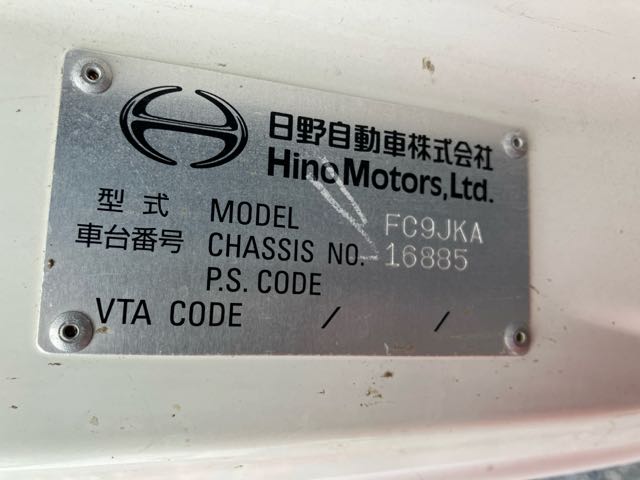 日野自動車株式会社
Hino Motors, Ltd.
型式 MODEL FC9JKA
車台番号 CHASSIS NO. 16885
P.S. CODE
VTA CODE / /